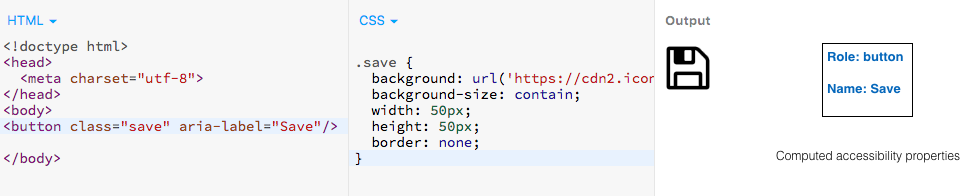 HTML
<!doctype html>
<head>
<meta charset="utf-8">
</head>
<body>
<button class="save" aria-label="Save"/>
</body>
CSS
.save {
background: url('https://cdn2.icon
background-size: contain;
width: 50px;
height: 50px;
border: none;
}
Output
Role: button
Name: Save
Computed accessibility properties